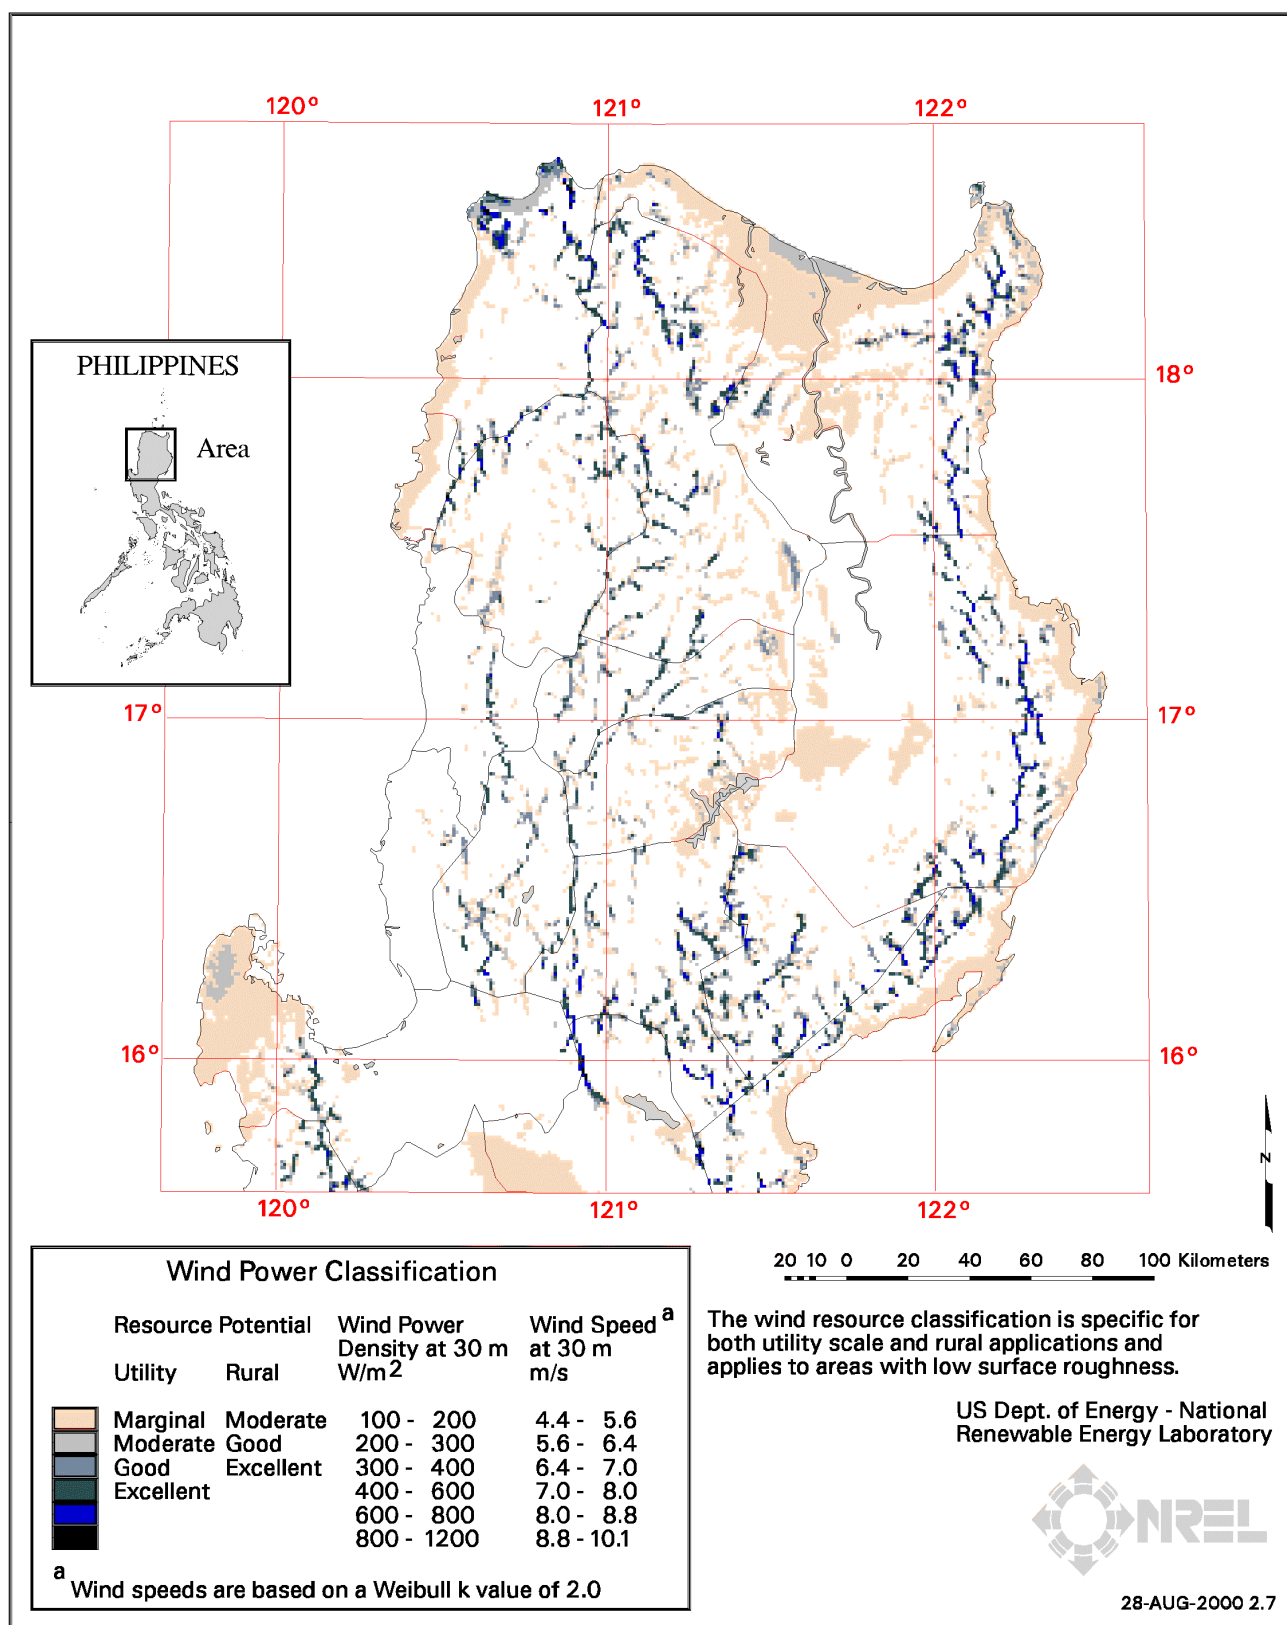 120°
121°
122°
PHILIPPINES
Area
18°
17°
17°
16°
16°
120°
121°
122°
N
20 10 0 20 40 60 80 100 Kilometers
Wind Power Classification
Resource Potential Wind Power Wind Speed a
Density at 30 m at 30 m
Utility Rural W/m2 m/s
Marginal Moderate 100 - 200 4.4 - 5.6
Moderate Good 200 - 300 5.6 - 6.4
Good Excellent 300 - 400 6.4 - 7.0
Excellent 400 - 600 7.0 - 8.0
600 - 800 8.0 - 8.8
800 - 1200 8.8 - 10.1
a Wind speeds are based on a Weibull k value of 2.0
The wind resource classification is specific for
both utility scale and rural applications and
applies to areas with low surface roughness.
US Dept. of Energy - National
Renewable Energy Laboratory
NREL
28-AUG-2000 2.7